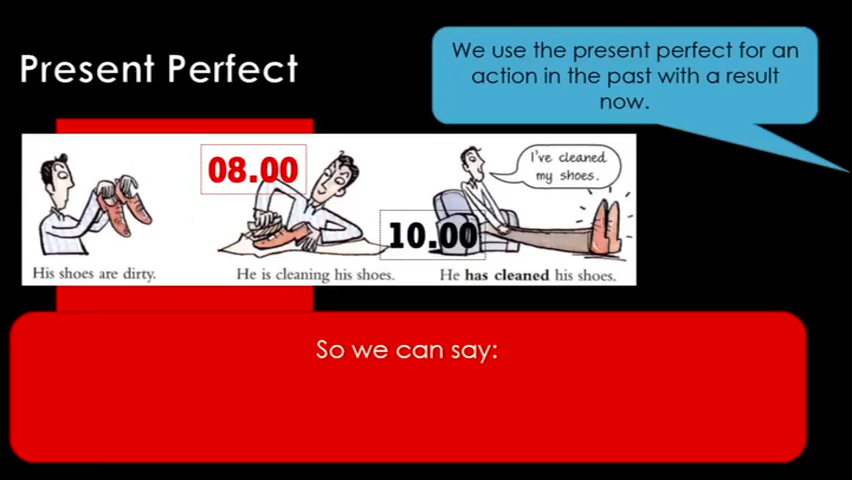 Present Perfect
We use the present perfect for an
action in the past with a result
now.
08.00
10.00
I've cleaned
my shoes.
His shoes are dirty.
He is cleaning his shoes.
He has cleaned his shoes.
So we can say: